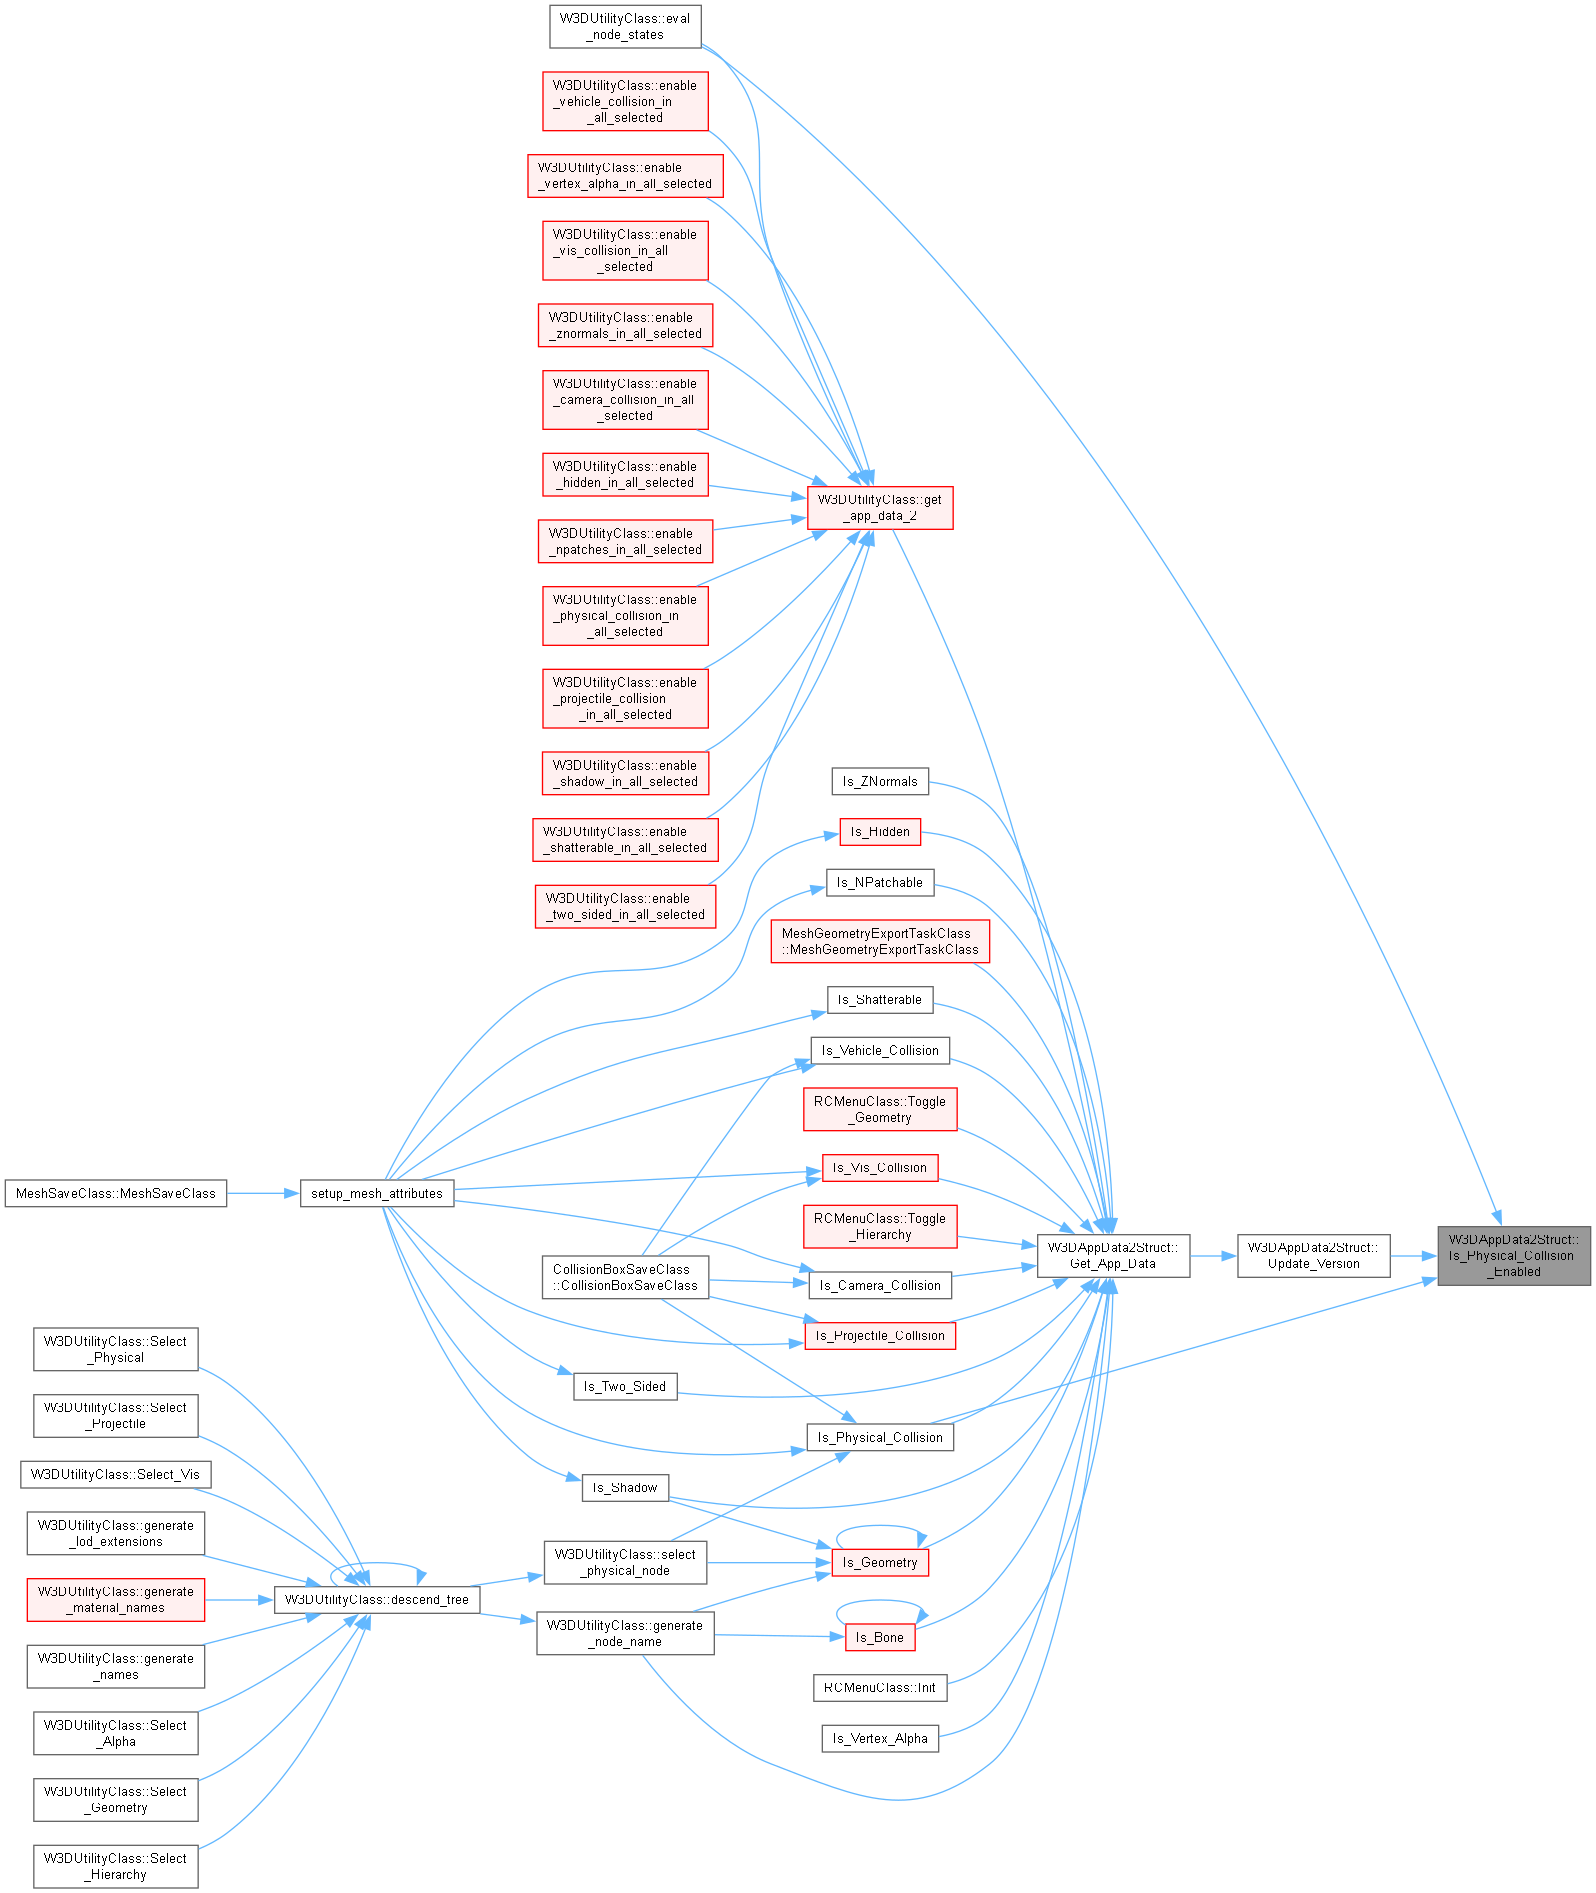 W3DUtilityClass::eval
_node_states
W3DUtilityClass::enable
_vehicle_collision_in
_all_selected
W3DUtilityClass::enable
_vertex_alpha_in_all_selected
W3DUtilityClass::enable
_vis_collision_in_all
_selected
W3DUtilityClass::enable
_znormals_in_all_selected
W3DUtilityClass::enable
_camera_collision_in_all
_selected
W3DUtilityClass::enable
_hidden_in_all_selected
W3DUtilityClass::get
_app_data_2
W3DUtilityClass::enable
_npatches_in_all_selected
W3DUtilityClass::enable
_physical_collision_in
_all_selected
W3DUtilityClass::enable
_projectile_collision
_in_all_selected
W3DUtilityClass::enable
_shadow_in_all_selected
Is_ZNormals
W3DUtilityClass::enable
_shatterable_in_all_selected
Is_Hidden
W3DUtilityClass::enable
_two_sided_in_all_selected
Is_NPatchable
MeshGeometryExportTaskClass
::MeshGeometryExportTaskClass
Is_Shatterable
Is_Vehicle_Collision
RCMenuClass::Toggle
_Geometry
Is_Vis_Collision
MeshSaveClass::MeshSaveClass
setup_mesh_attributes
RCMenuClass::Toggle
_Hierarchy
W3DAppData2Struct::
Get_App_Data
W3DAppData2Struct::
Update_Version
W3DAppData2Struct::
Is_Physical_Collision
_Enabled
CollisionBoxSaveClass
::CollisionBoxSaveClass
Is_Camera_Collision
Is_Projectile_Collision
W3DUtilityClass::Select
_Physical
Is_Two_Sided
W3DUtilityClass::Select
_Projectile
Is_Physical_Collision
W3DUtilityClass::Select_Vis
Is_Shadow
W3DUtilityClass::generate
_lod_extensions
W3DUtilityClass::select
_physical_node
Is_Geometry
W3DUtilityClass::generate
_material_names
W3DUtilityClass::descend_tree
W3DUtilityClass::generate
_node_name
Is_Bone
W3DUtilityClass::generate
_names
RCMenuClass::Init
W3DUtilityClass::Select
_Alpha
Is_Vertex_Alpha
W3DUtilityClass::Select
_Geometry
W3DUtilityClass::Select
_Hierarchy